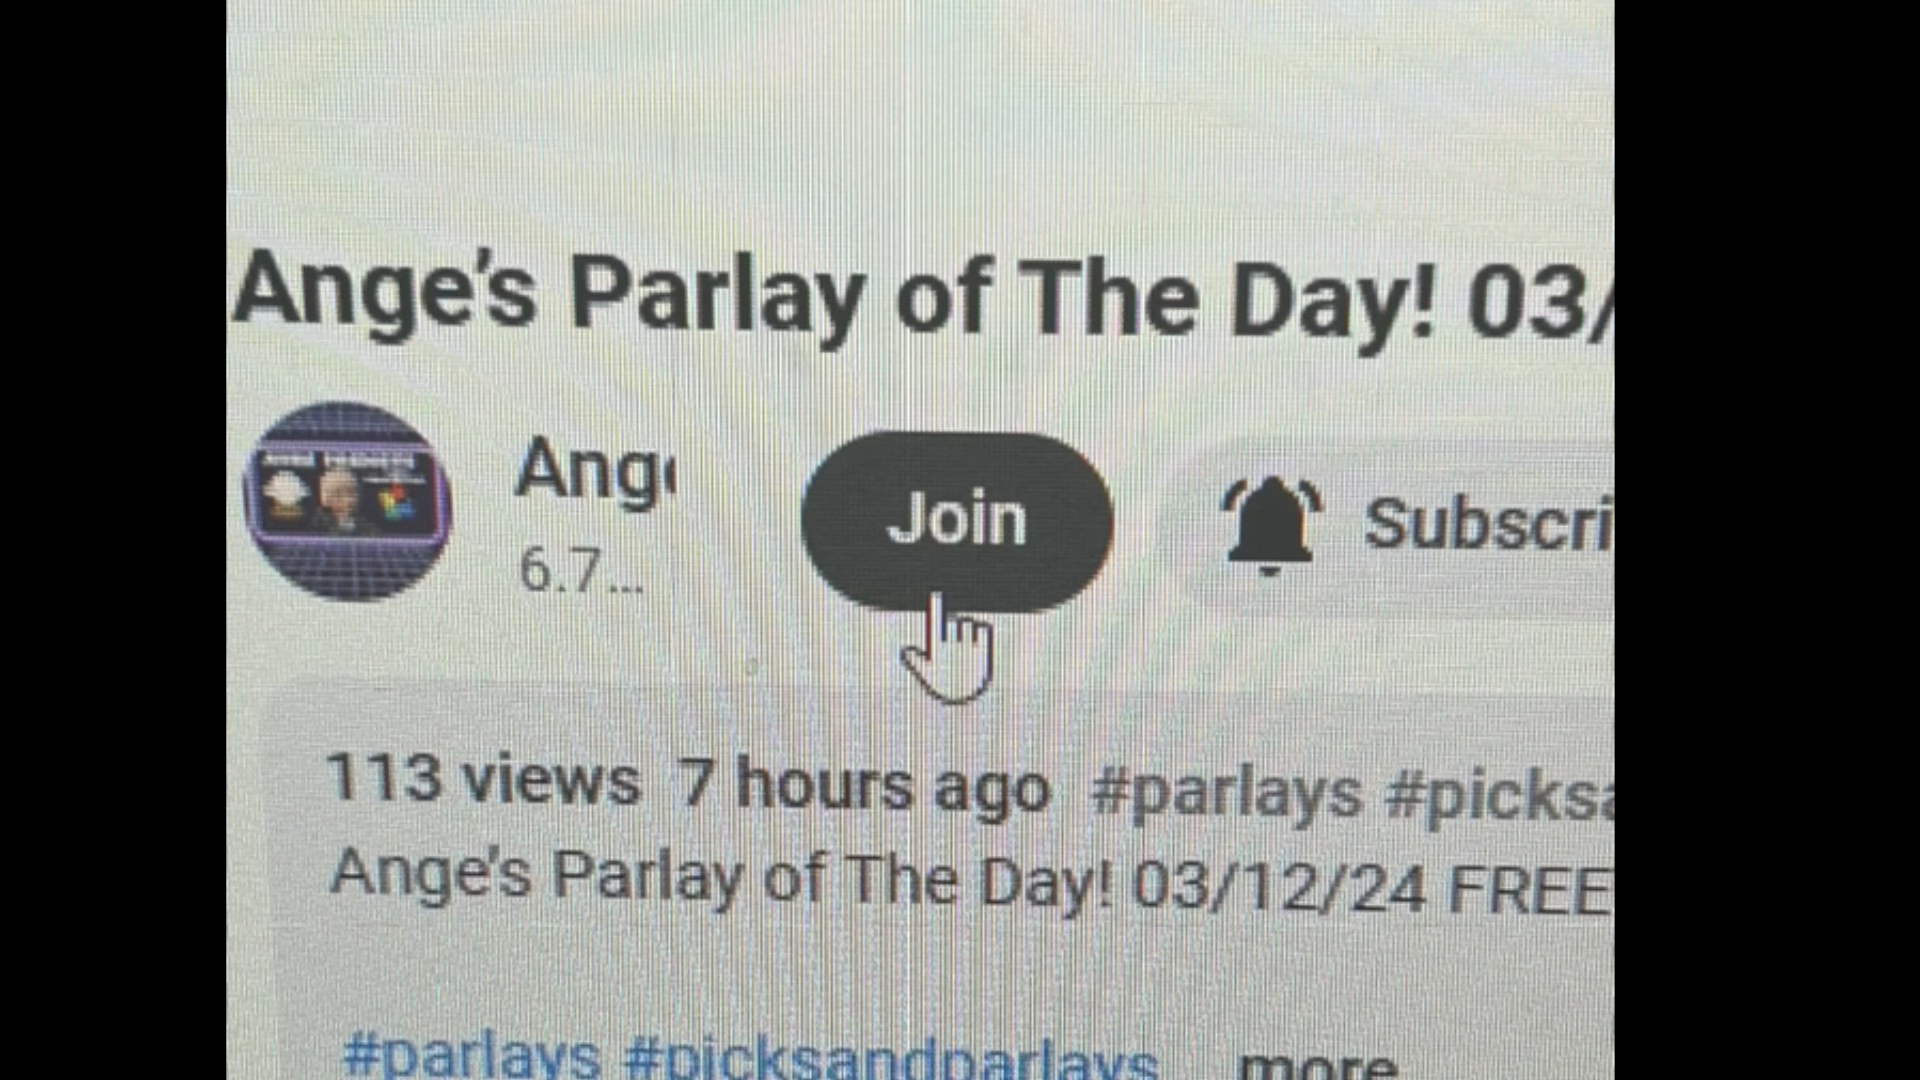 Ange's Parlay of The Day! 03/
Ang
6.7...
Join
Subscri
113 views 7 hours ago #parlays #picksa
Ange's Parlay of The Day! 03/12/24 FREE
#parlays #picksandparlays more